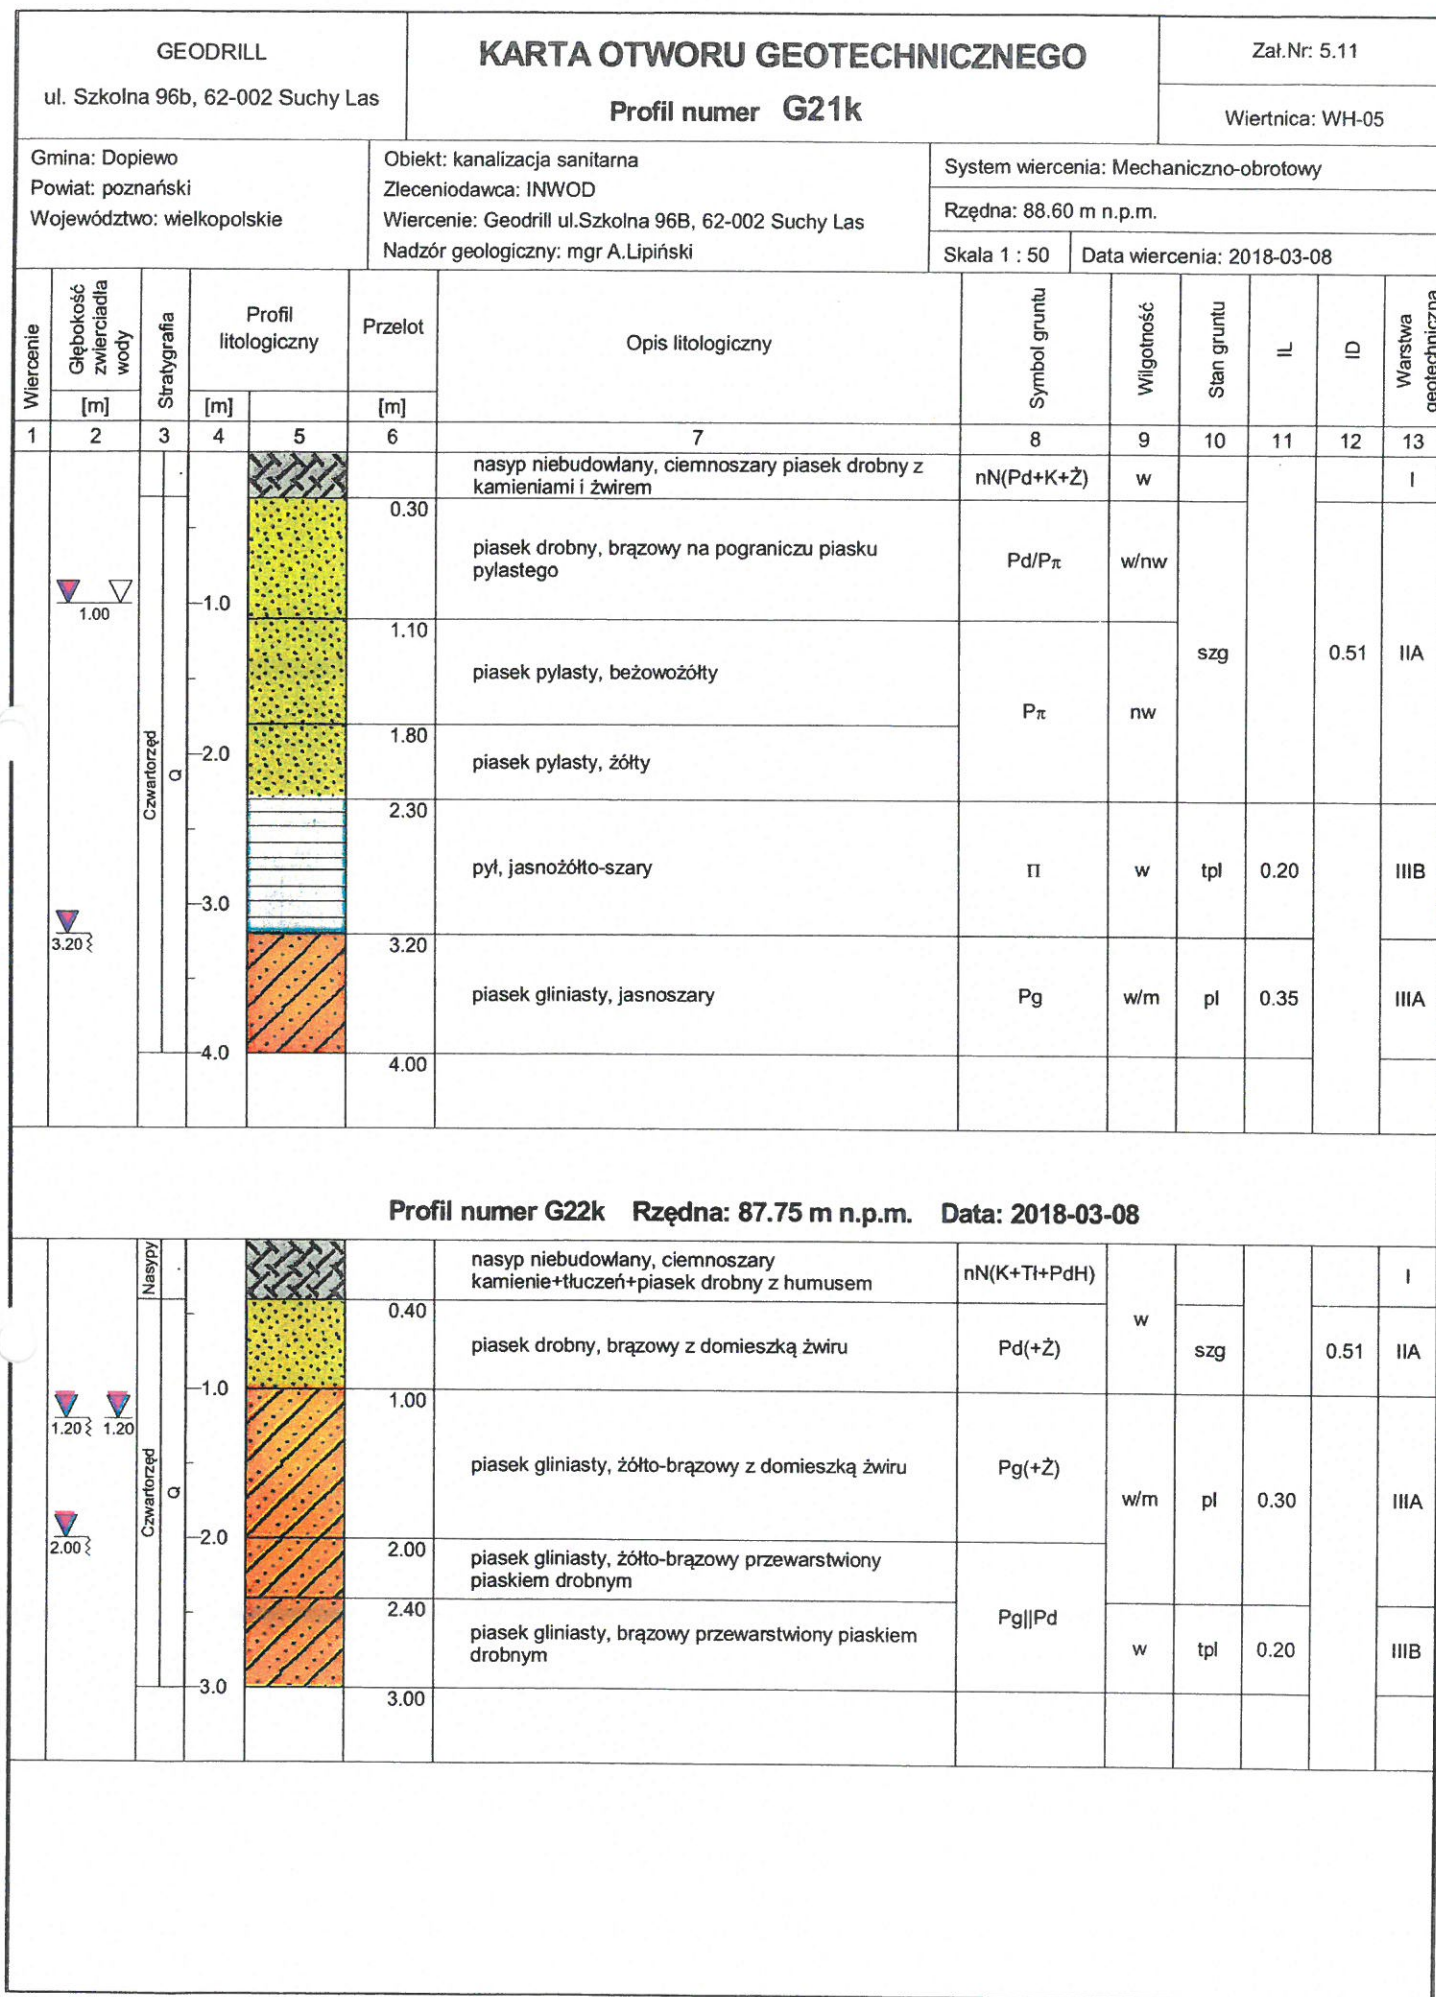 GEODRILL
ul. Szkolna 96b, 62-002 Suchy Las
KARTA OTWORU GEOTECHNICZNEGO
Profil numer G21k
Zał.Nr: 5.11
Wiertnica: WH-05
Gmina: Dopiewo
Powiat: poznański
Województwo: wielkopolskie
Obiekt: kanalizacja sanitarna
Zleceniodawca: INWOD
Wiercenie: Geodrill ul.Szkolna 96B, 62-002 Suchy Las
Nadzór geologiczny: mgr A.Lipiński
System wiercenia: Mechaniczno-obrotowy
Rzędna: 88.60 m n.p.m.
Skala 1 : 50
Data wiercenia: 2018-03-08
Wiercenie
Głębokość
zwierciadła
wody
[m]
Stratygrafia
Profil
litologiczny
[m]
Przelot
[m]
Opis litologiczny
Symbol gruntu
Wilgotność
Stan gruntu
IL
ID
Warstwa
geotechniczna
1 2 3 4 5 6 7 8 9 10 11 12 13
nasyp niebudowlany, ciemnoszary piasek drobny z
kamieniami i żwirem
nN(Pd+K+Ż) w I
0.30
piasek drobny, brązowy na pograniczu piasku
pylastego
Pd/Pπ w/nw
1.00
1.0
1.10
piasek pylasty, beżowożółty
szg 0.51 IIA
Pπ nw
1.80
Czwartorzęd
Q
2.0
piasek pylasty, żółty
2.30
pył, jasnożółto-szary
Π w tpl 0.20 IIIB
3.0
3.20
3.20
piasek gliniasty, jasnoszary
Pg w/m pl 0.35 IIIA
4.0
4.00
Profil numer G22k Rzędna: 87.75 m n.p.m. Data: 2018-03-08
Nasypy
nasyp niebudowlany, ciemnoszary
kamienie+tłuczeń+piasek drobny z humusem
nN(K+Tł+PdH) I
0.40
w
piasek drobny, brązowy z domieszką żwiru
Pd(+Ż) szg 0.51 IIA
1.0
1.00
1.20 1.20
piasek gliniasty, żółto-brązowy z domieszką żwiru
Pg(+Ż)
Czwartorzęd
Q
w/m pl 0.30 IIIA
2.00
2.0
2.00
piasek gliniasty, żółto-brązowy przewarstwiony
piaskiem drobnym
2.40
Pg||Pd
piasek gliniasty, brązowy przewarstwiony piaskiem
drobnym
w tpl 0.20 IIIB
3.0
3.00